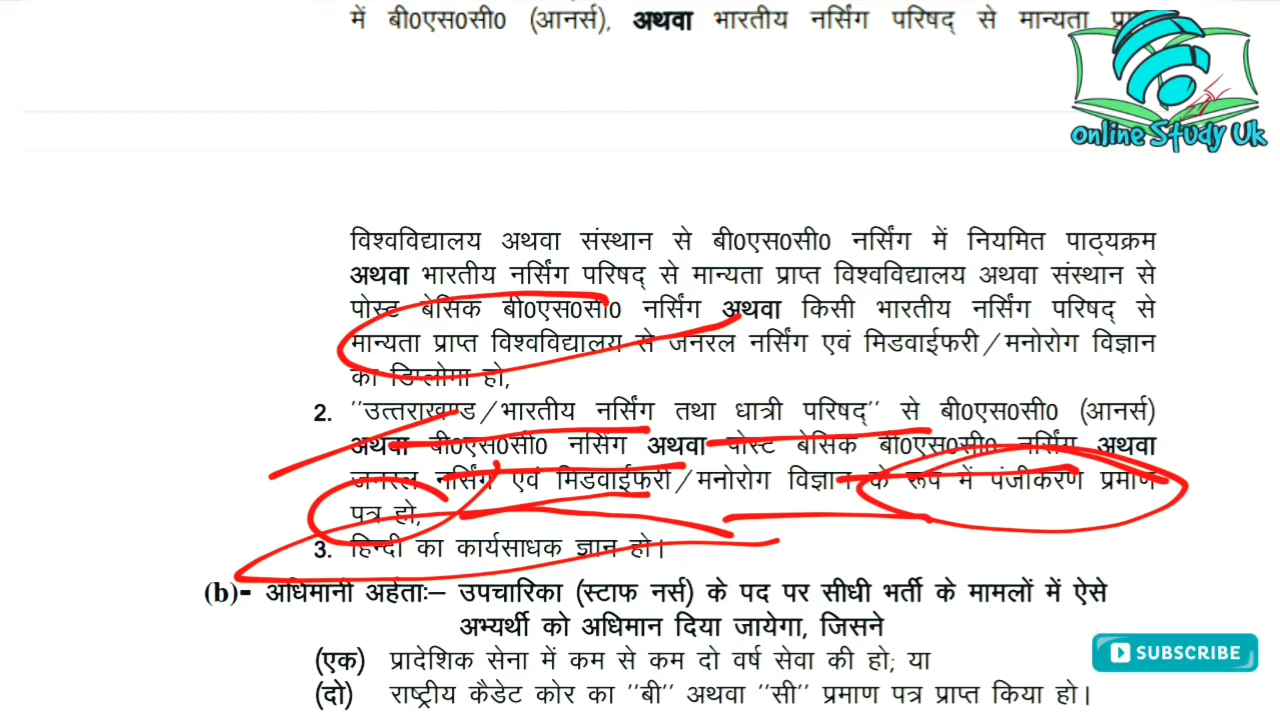 में बी0एस0सी0 (आनर्स), अथवा भारतीय नर्सिंग परिषद् से मान्यता
Online Study Uk
विश्वविद्यालय अथवा संस्थान से बी0एस0सी0 नर्सिंग में नियमित पाठ्यक्रम
अथवा भारतीय नर्सिंग परिषद् से मान्यता प्राप्त विश्वविद्यालय अथवा संस्थान से
पोस्ट बेसिक बी0एस0सी0 नर्सिंग अथवा किसी भारतीय नर्सिंग परिषद् से
मान्यता प्राप्त विश्वविद्यालय से जनरल नर्सिंग एवं मिडवाईफरी/मनोरोग विज्ञान
का डिप्लोमा हो,
2. ''उत्तराखण्ड/भारतीय नर्सिंग तथा धात्री परिषद्'' से बी0एस0सी0 (आनर्स)
अथवा बी0एस0सी0 नर्सिंग अथवा पोस्ट बेसिक बी0एस0सी0 नर्सिंग अथवा
जनरल नर्सिंग एवं मिडवाईफरी/मनोरोग विज्ञान के रूप में पंजीकरण प्रमाण
पत्र हो,
3. हिन्दी का कार्यसाधक ज्ञान हो।
(b)- अधिमानी अर्हताः– उपचारिका (स्टाफ नर्स) के पद पर सीधी भर्ती के मामलों में ऐसे
अभ्यर्थी को अधिमान दिया जायेगा, जिसने
(एक) प्रादेशिक सेना में कम से कम दो वर्ष सेवा की हो; या
SUBSCRIBE
(दो) राष्ट्रीय कैडेट कोर का ''बी'' अथवा ''सी'' प्रमाण पत्र प्राप्त किया हो।